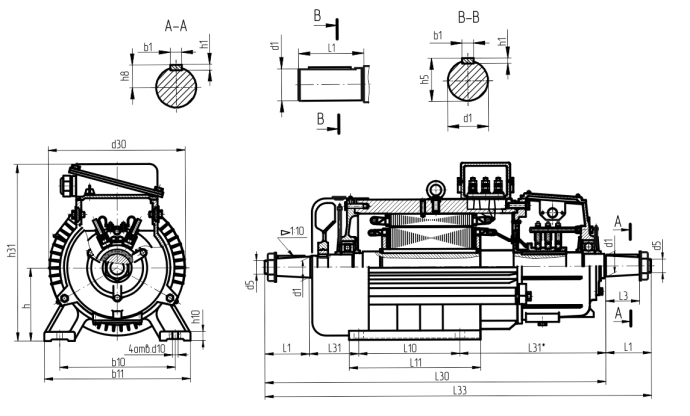 A-A
b1
h1
h8
B
L1
d1
B
B-B
b1
h1
h5
d1
d30
h31
h
h10
4отв.d10
b10
b11
1:10
d5
d1
A
d1
d5
L3
A
L1
L31
L10
L31*
L1
L11
L30
L33